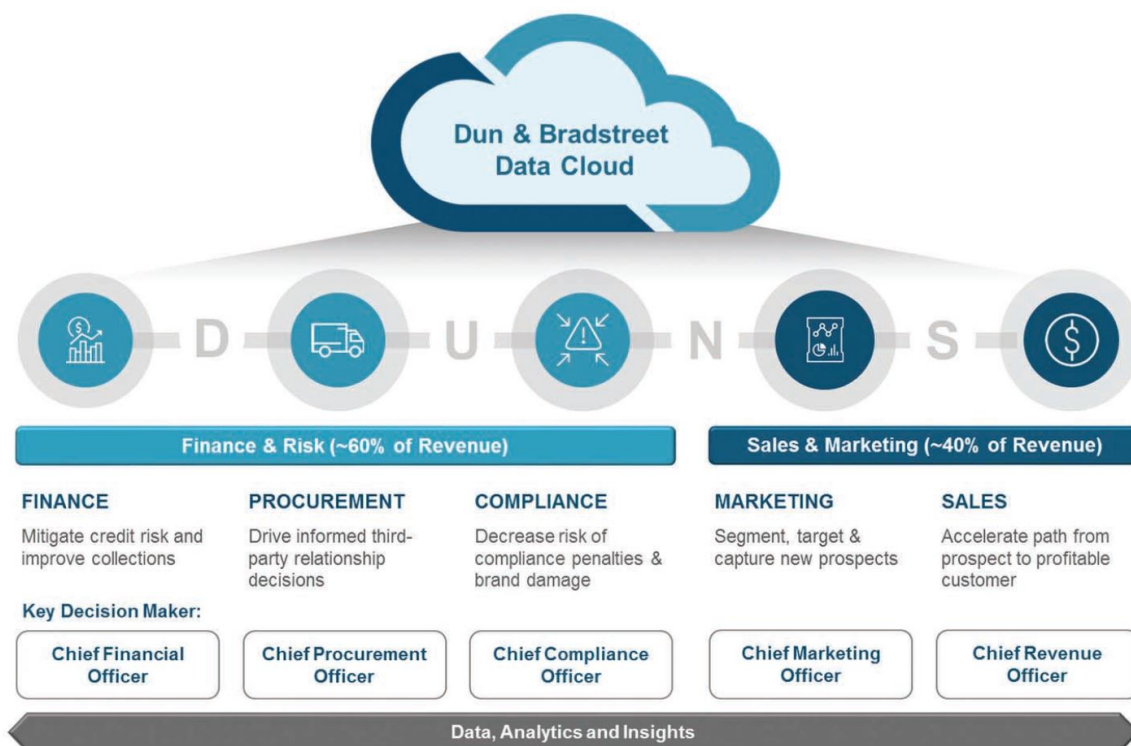 Dun & Bradstreet
Data Cloud
D U N S
Finance & Risk (~60% of Revenue)
Sales & Marketing (~40% of Revenue)
FINANCE
Mitigate credit risk and
improve collections
PROCUREMENT
Drive informed third-
party relationship
decisions
COMPLIANCE
Decrease risk of
compliance penalties &
brand damage
MARKETING
Segment, target &
capture new prospects
SALES
Accelerate path from
prospect to profitable
customer
Key Decision Maker:
Chief Financial
Officer
Chief Procurement
Officer
Chief Compliance
Officer
Chief Marketing
Officer
Chief Revenue
Officer
Data, Analytics and Insights